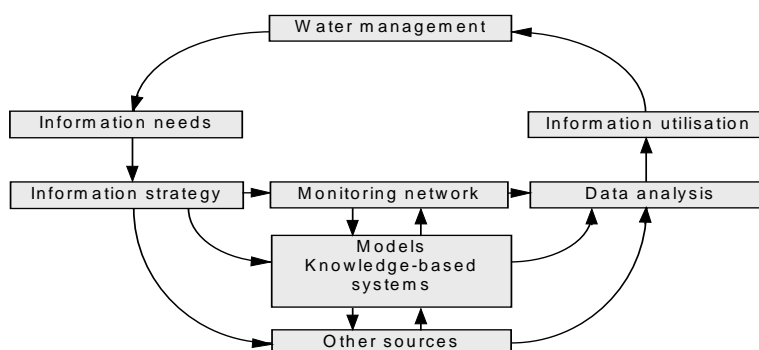 Water management
Information needs
Information utilisation
Information strategy
Monitoring network
Data analysis
Models
Knowledge-based
systems
Other sources